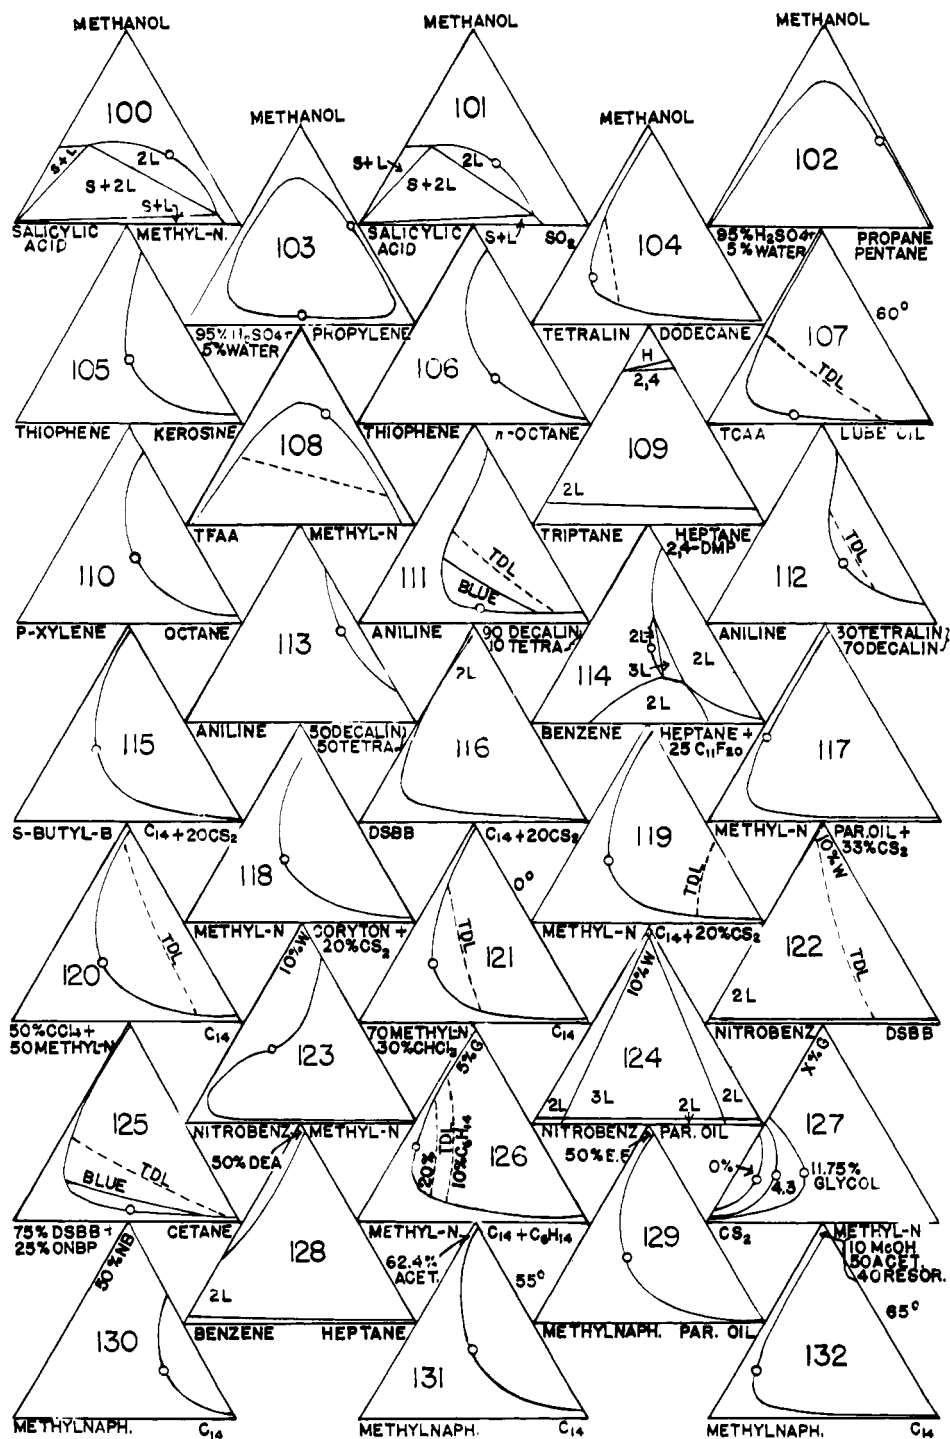 METHANOL METHANOL METHANOL
100 101 102
S+L 2L S+2L S+L
S+L 2L S+2L S+L
SALICYLIC ACID METHYL-N.
SALICYLIC ACID SO2
95% H2SO4+ 5% WATER PROPANE PENTANE
METHANOL METHANOL
103 104
95% H2SO4+ 5% WATER PROPYLENE
TETRALIN DODECANE
105 106 107
60° TDL
THIOPHENE KEROSINE
THIOPHENE n-OCTANE
TCAA LUBE OIL
108 109
H
2,4
2L
TFAA METHYL-N
TRIPTANE HEPTANE
2,4-DMP
110 111 112
TDL BLUE
TDL
P-XYLENE OCTANE
ANILINE 90 DECALIN 10 TETRA
ANILINE 30 TETRALIN 70 DECALIN
113 114
2L 3L 2L 2L
ANILINE 50 DECALIN 50 TETRA
BENZENE HEPTANE + 25 C11F20
115 116 117
2L
S-BUTYL-B C14+20CS2
DSBB C14+20CS2
METHYL-N PAR. OIL + 33% CS2
118 119
TDL
METHYL-N CORYTON + 20% CS2
METHYL-N C14+20% CS2
120 121 122
TDL
0° TDL
10% W TDL 2L
50% CCl4+ 50 METHYL-N C14
70 METHYL-N 30% CHCl3 C14
NITROBENZ DSBB
123 124
10% W
10% W 2L 3L 2L 2L
NITROBENZ METHYL-N
NITROBENZ PAR. OIL
125 126 127
TDL BLUE
5% G 20% TDL 10% C6H14
X% G 0% 4.3 11.75% GLYCOL
75% DSBB + 25% ONBP CETANE
METHYL-N C14+C6H14
CS2 METHYL-N
128 129
50% DEA 2L
50% E.F
BENZENE HEPTANE
METHYLNAPH. PAR. OIL
130 131 132
50% NB
62.4% ACET. 55°
10 MeOH 50 ACET. 40 RESOR. 65°
METHYLNAPH. C14
METHYLNAPH. C14
METHYLNAPH. C14